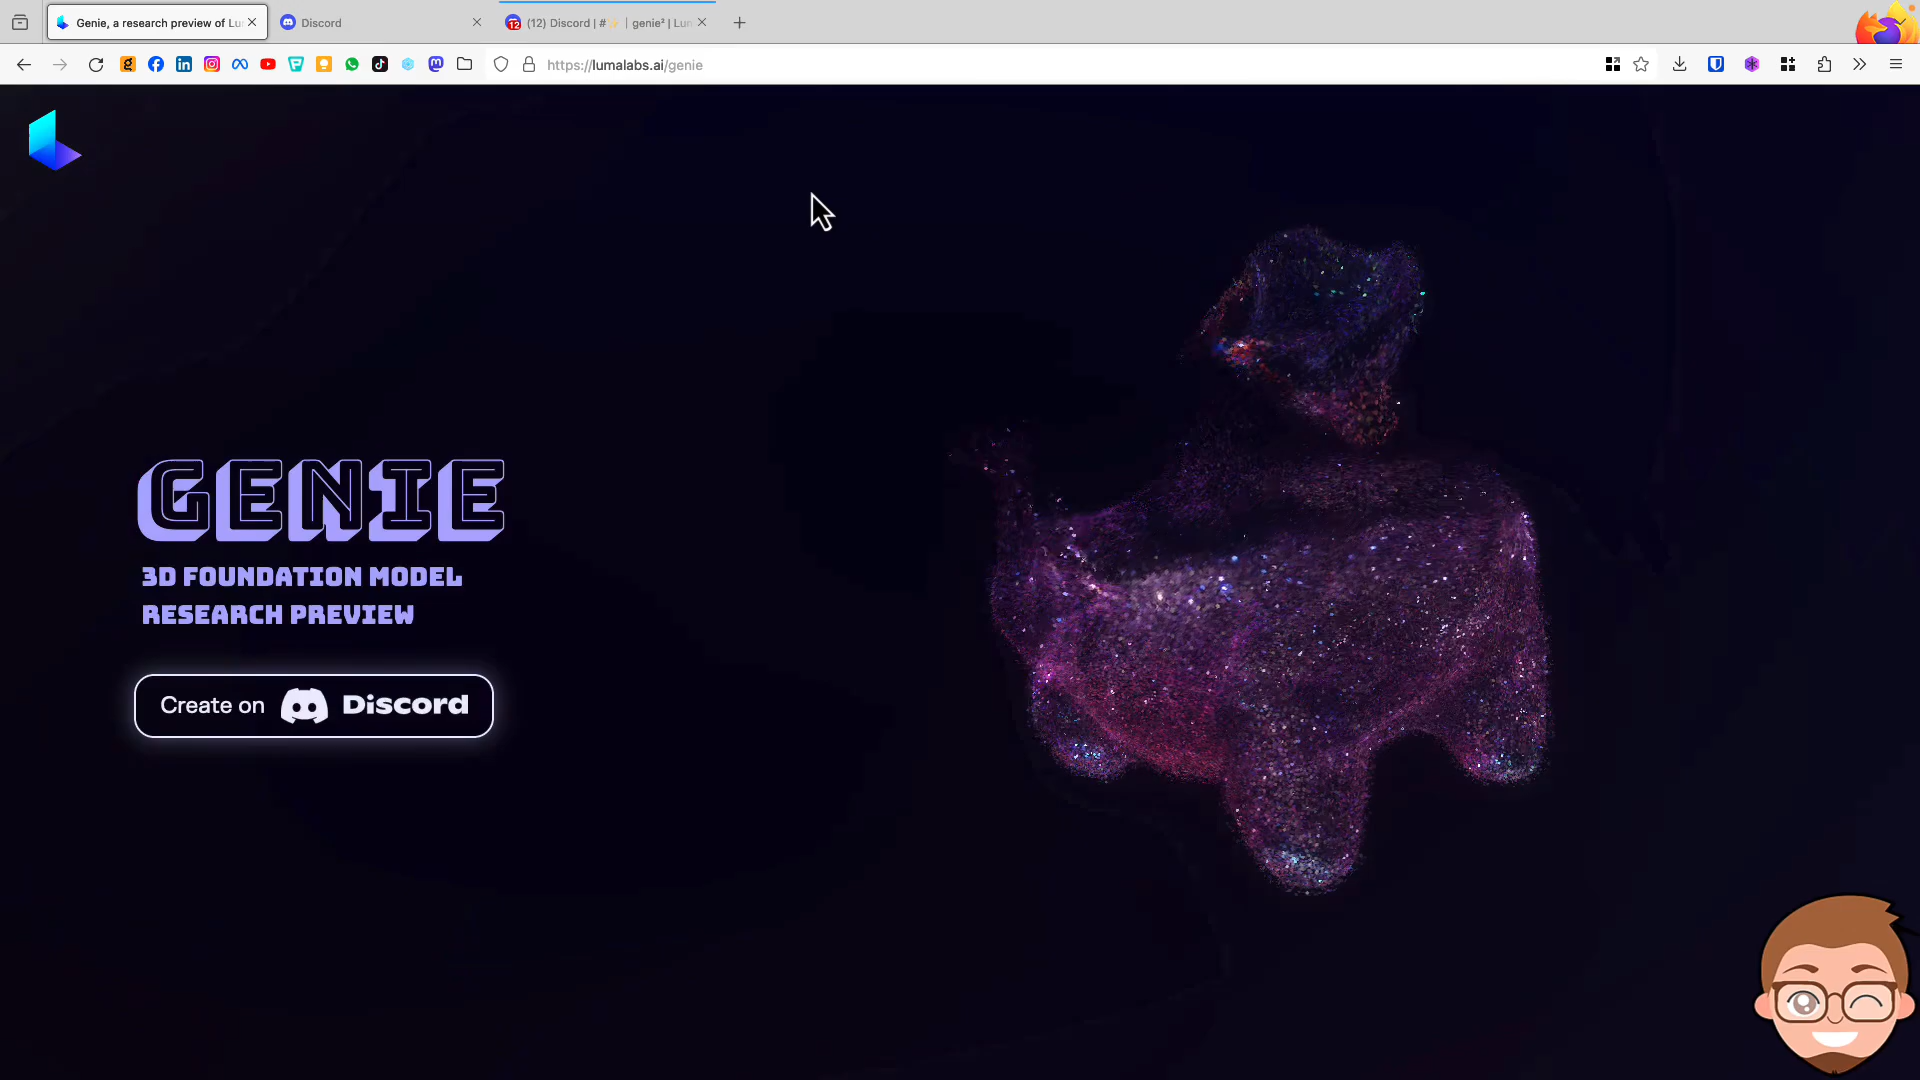 Genie, a research preview of Lu
Discord
(12) Discord | #✨ | genie² | Lun
https://lumalabs.ai/genie
GENIE
3D FOUNDATION MODEL
RESEARCH PREVIEW
Create on Discord